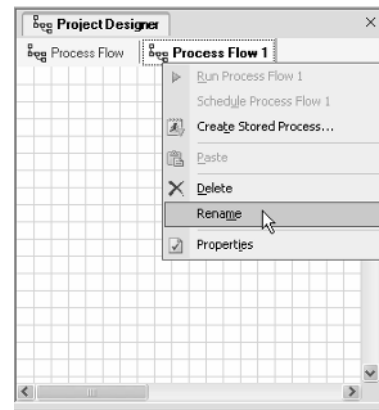 Project Designer
Process Flow Process Flow 1
Run Process Flow 1
Schedule Process Flow 1
Create Stored Process...
Paste
Delete
Rename
Properties